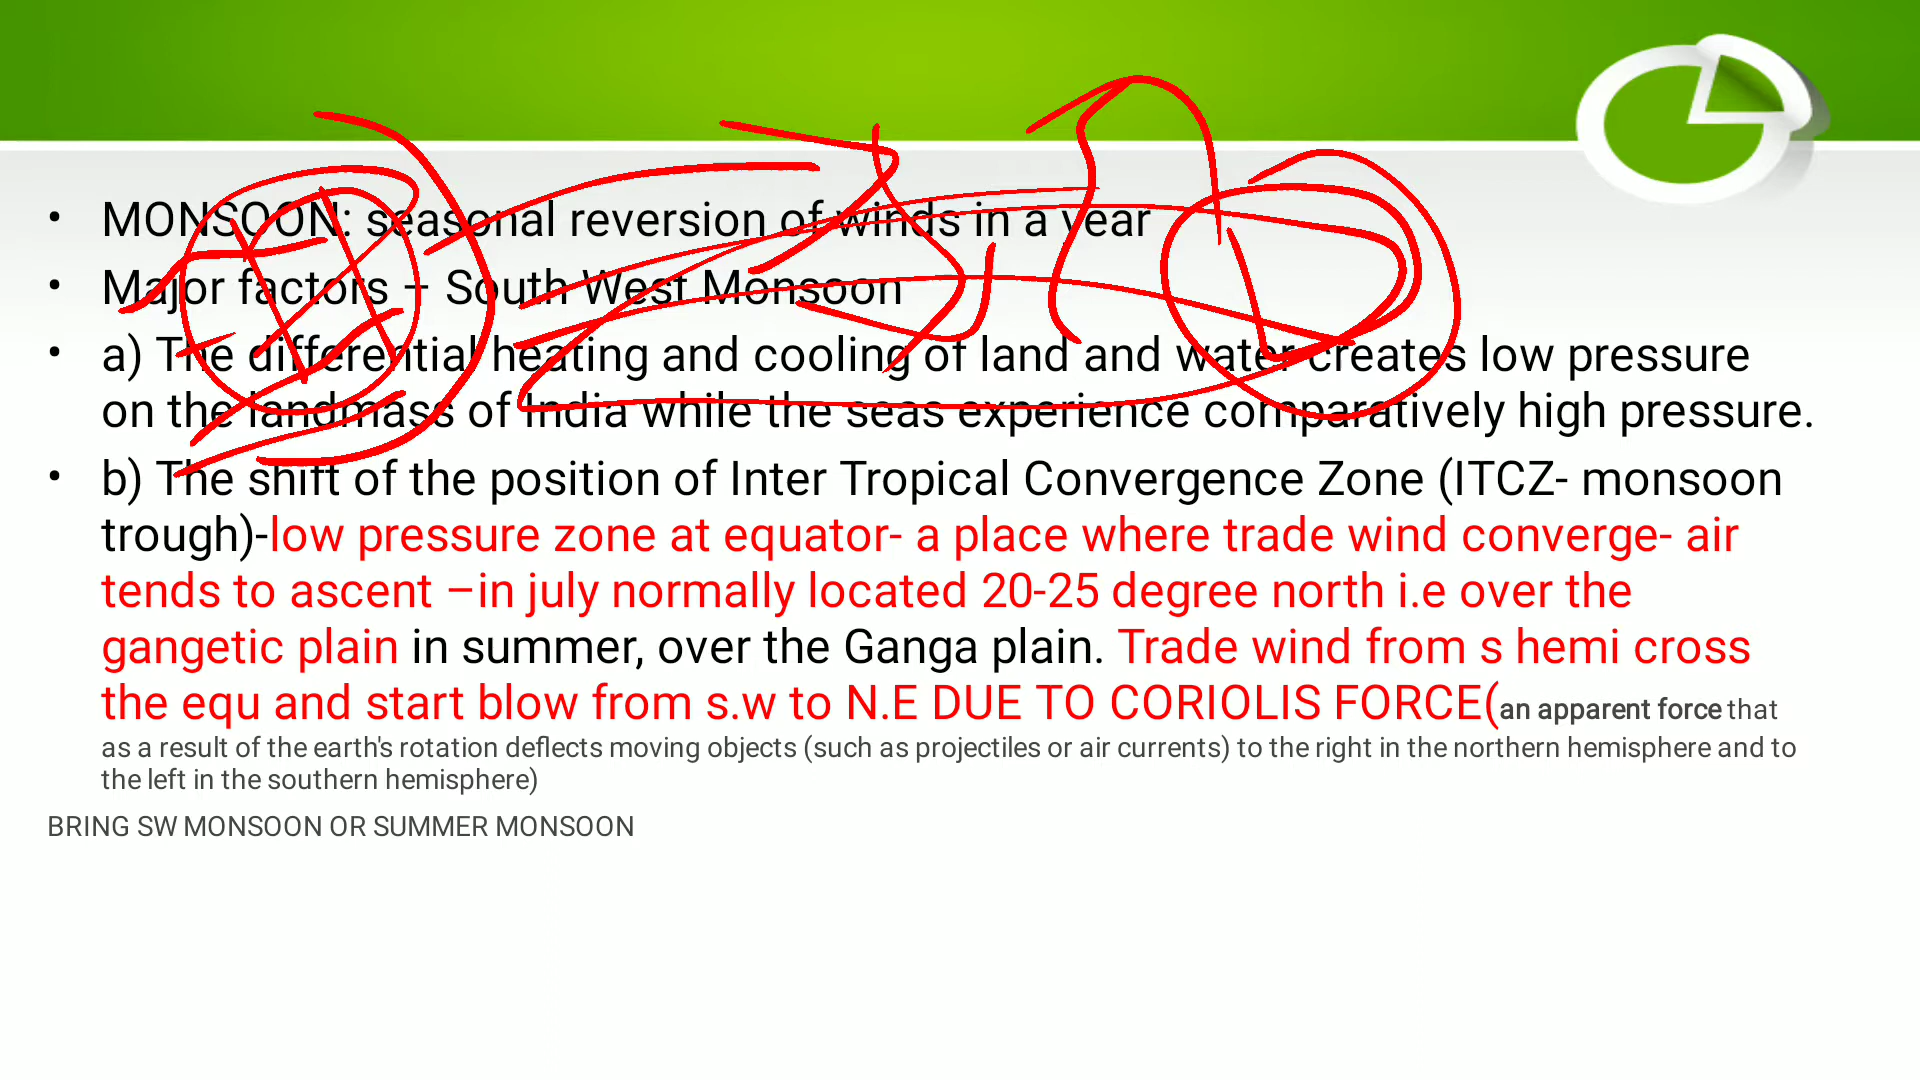 • MONSOON: seasonal reversion of winds in a year
• Major factors – South West Monsoon
• a) The differential heating and cooling of land and water creates low pressure
on the landmass of India while the seas experience comparatively high pressure.
• b) The shift of the position of Inter Tropical Convergence Zone (ITCZ- monsoon
trough)-low pressure zone at equator- a place where trade wind converge- air
tends to ascent –in july normally located 20-25 degree north i.e over the
gangetic plain in summer, over the Ganga plain. Trade wind from s hemi cross
the equ and start blow from s.w to N.E DUE TO CORIOLIS FORCE(an apparent force that
as a result of the earth's rotation deflects moving objects (such as projectiles or air currents) to the right in the northern hemisphere and to
the left in the southern hemisphere)
BRING SW MONSOON OR SUMMER MONSOON